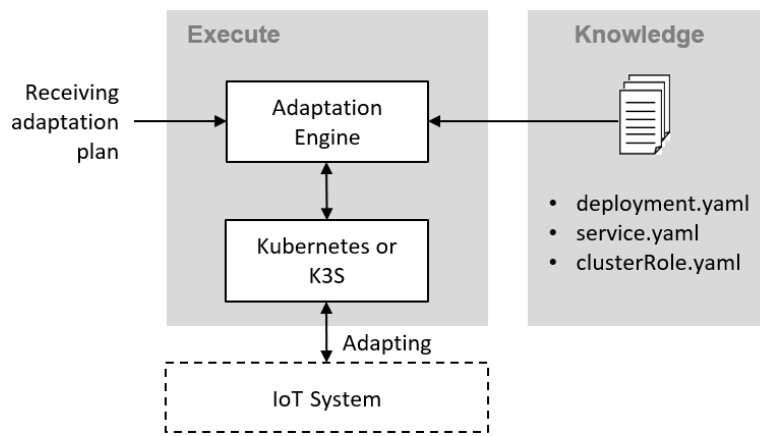 Execute
Knowledge
Receiving
adaptation
plan
Adaptation
Engine
Kubernetes or
K3S
• deployment.yaml
• service.yaml
• clusterRole.yaml
Adapting
IoT System